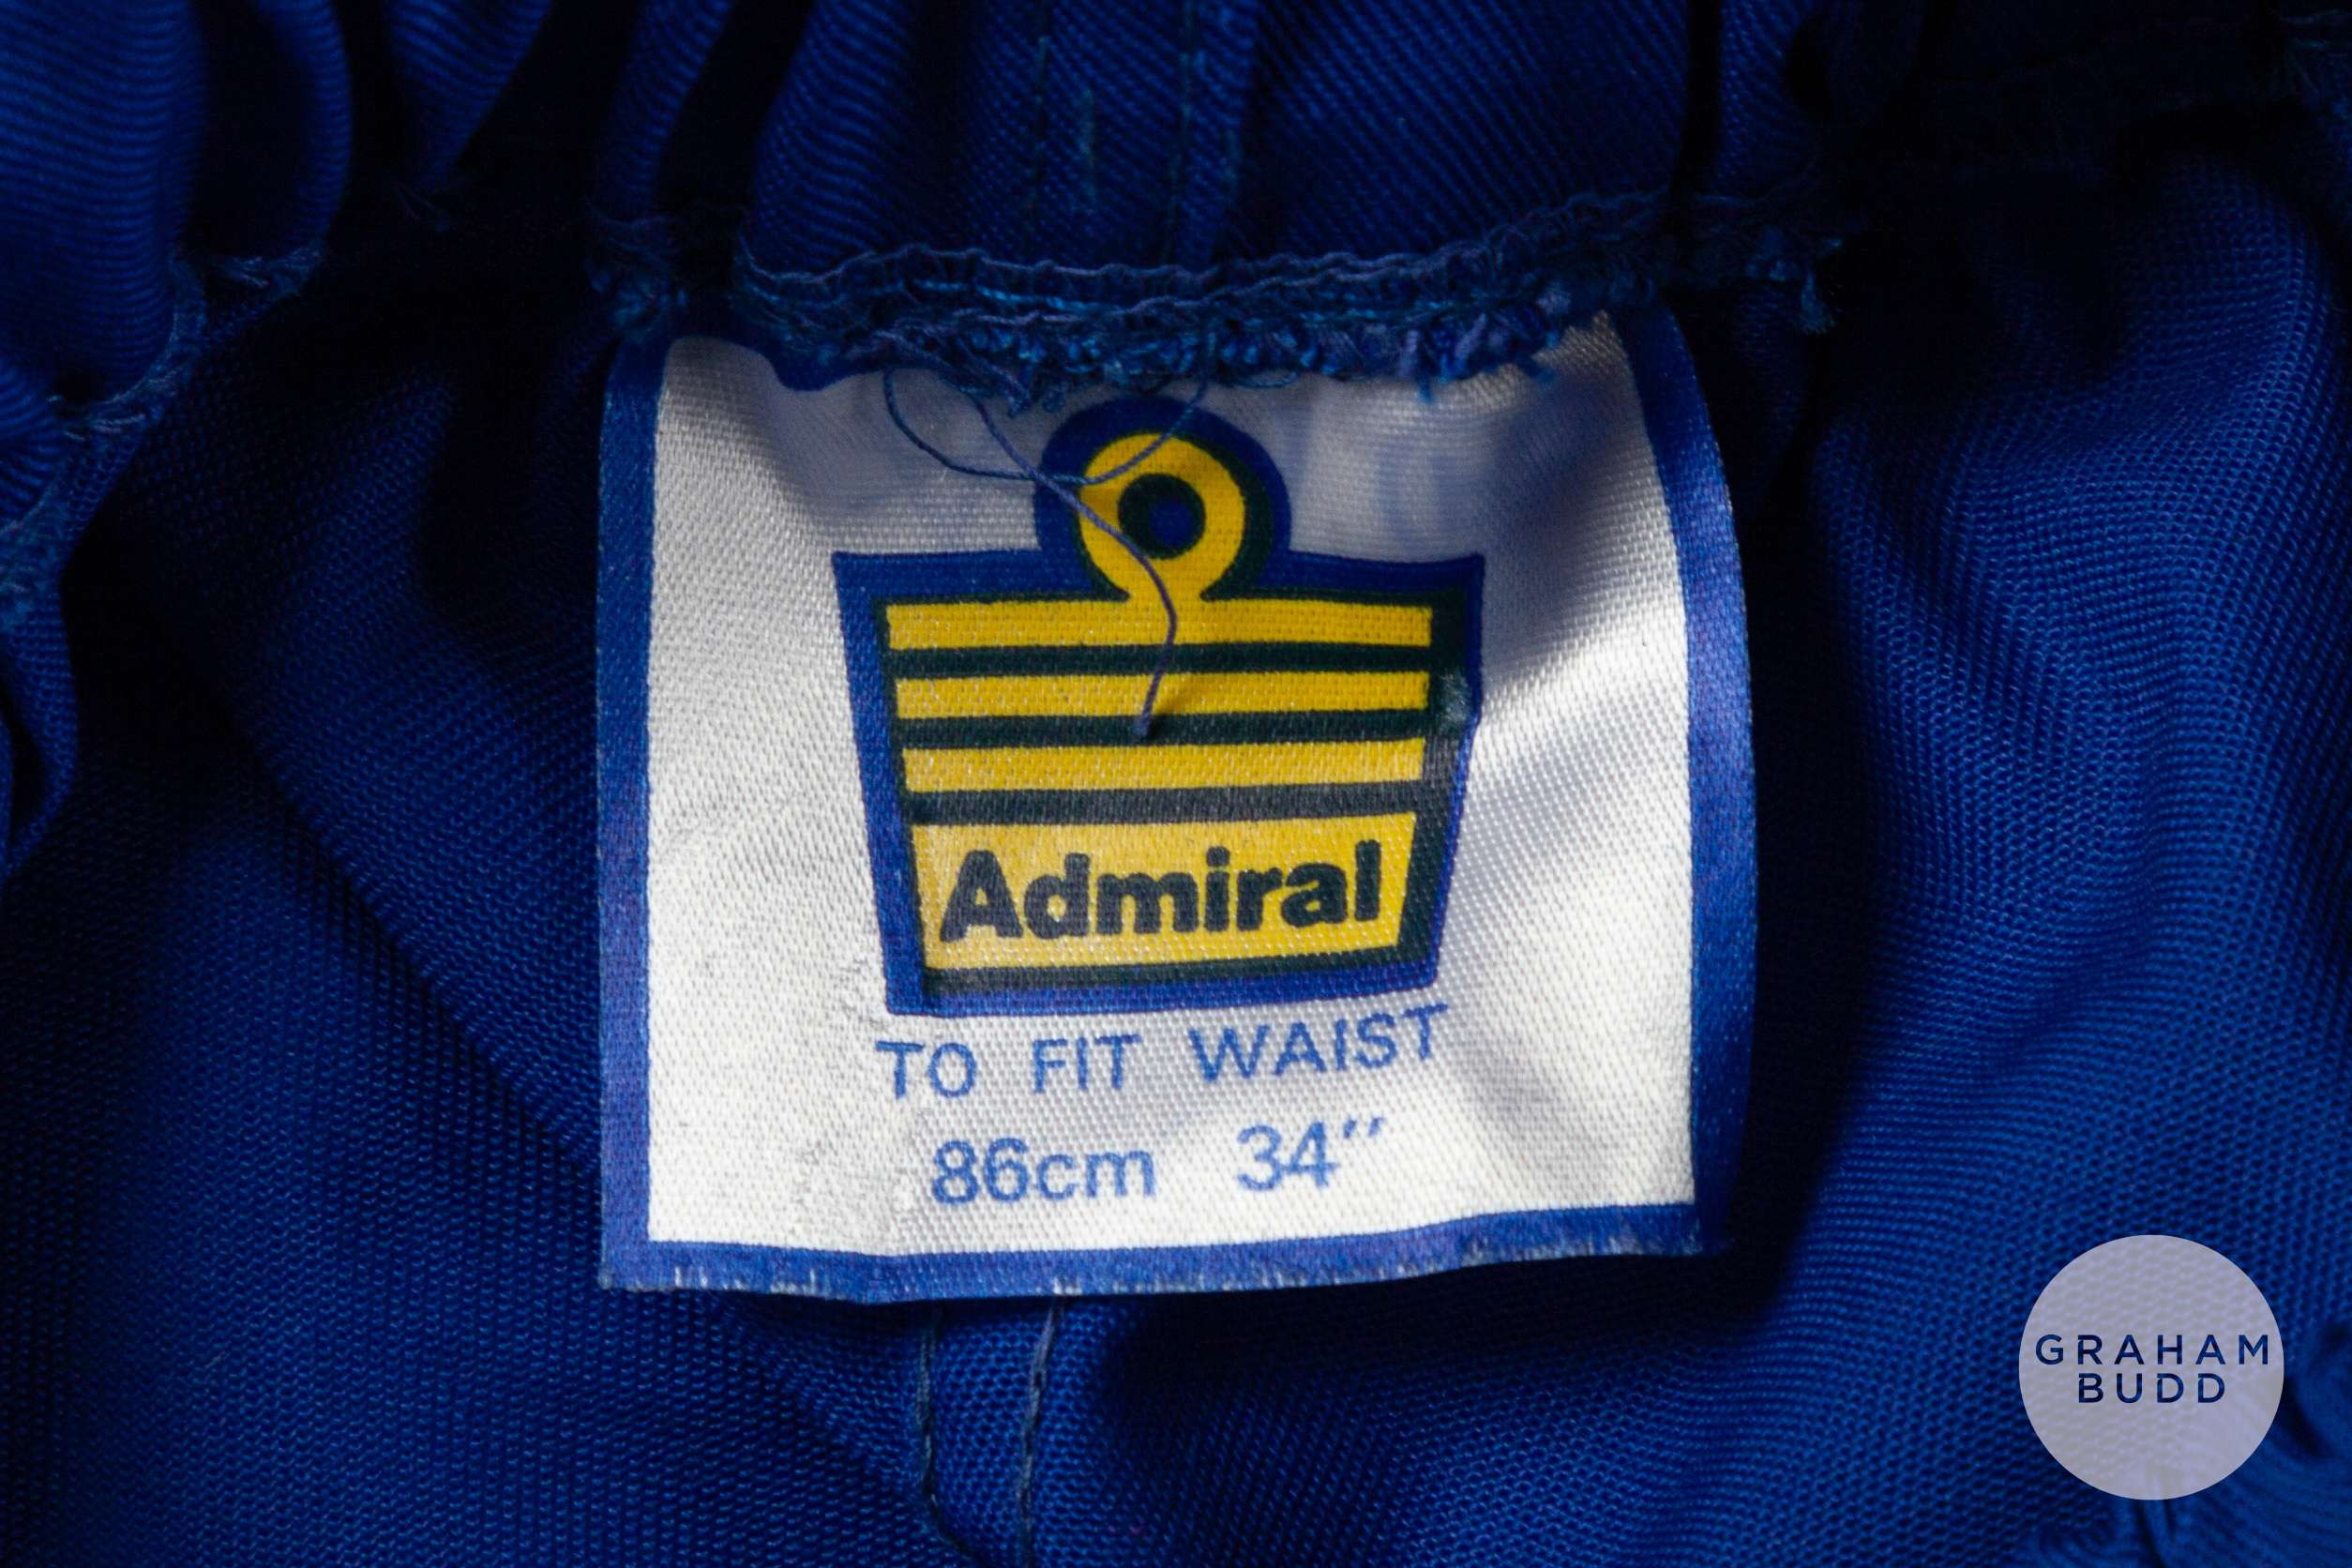 Admiral
TO FIT WAIST
86cm 34"
GRAHAM
BUDD